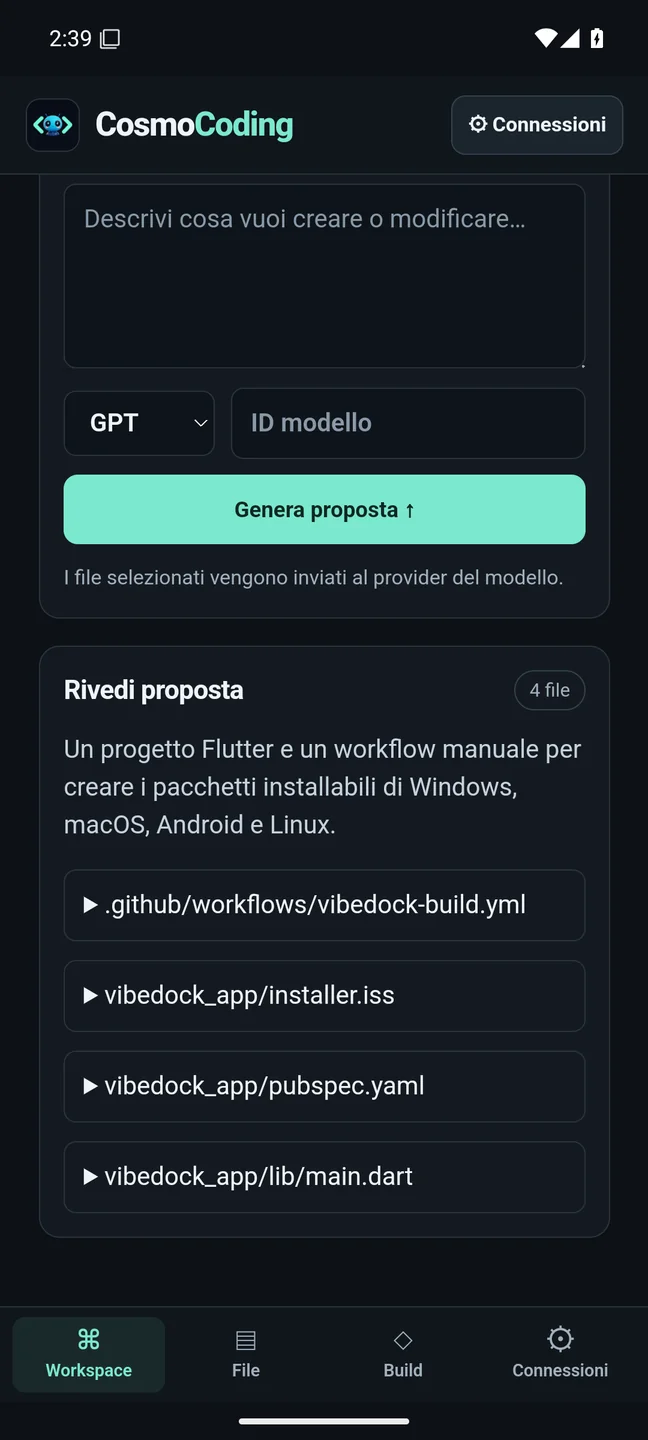 2:39
CosmoCoding
Connessioni
Descrivi cosa vuoi creare o modificare…
GPT
ID modello
Genera proposta ↑
I file selezionati vengono inviati al provider del modello.
Rivedi proposta
4 file
Un progetto Flutter e un workflow manuale per
creare i pacchetti installabili di Windows,
macOS, Android e Linux.
▶ .github/workflows/vibedock-build.yml
▶ vibedock_app/installer.iss
▶ vibedock_app/pubspec.yaml
▶ vibedock_app/lib/main.dart
Workspace
File
Build
Connessioni